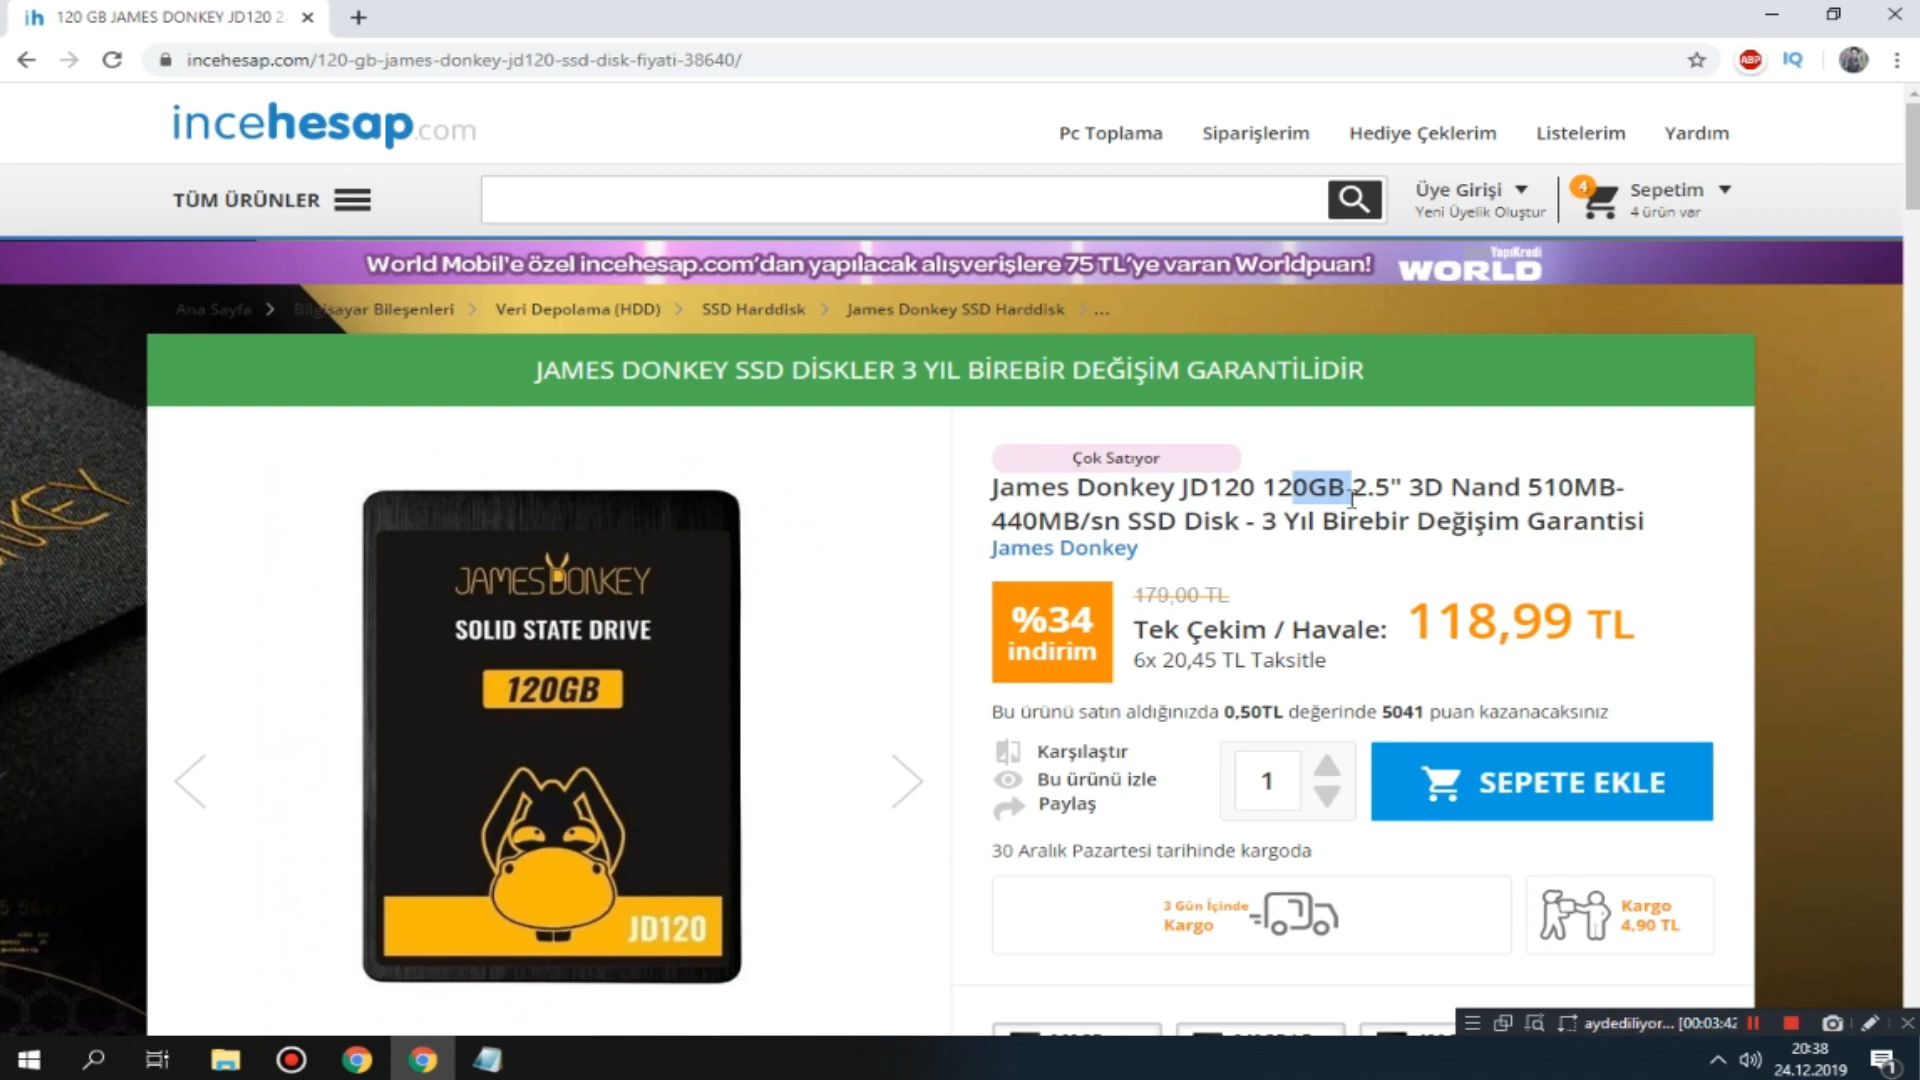 ih 120 GB JAMES DONKEY JD120 2.
incehesap.com/120-gb-james-donkey-jd120-ssd-disk-fiyati-38640/
ABP
IQ
incehesap.com
Pc Toplama
Siparişlerim
Hediye Çeklerim
Listelerim
Yardım
TÜM ÜRÜNLER
Üye Girişi
Yeni Üyelik Oluştur
4
Sepetim
4 ürün var
World Mobil'e özel incehesap.com'dan yapılacak alışverişlere 75 TL'ye varan Worldpuan!
YapıKredi
WORLD
Ana Sayfa
Bilgisayar Bileşenleri
Veri Depolama (HDD)
SSD Harddisk
James Donkey SSD Harddisk
...
JAMES DONKEY SSD DİSKLER 3 YIL BİREBİR DEĞİŞİM GARANTİLİDİR
Çok Satıyor
James Donkey JD120 120GB 2.5" 3D Nand 510MB-
440MB/sn SSD Disk - 3 Yıl Birebir Değişim Garantisi
James Donkey
%34
indirim
179,00 TL
Tek Çekim / Havale: 118,99 TL
6x 20,45 TL Taksitle
Bu ürünü satın aldığınızda 0,50TL değerinde 5041 puan kazanacaksınız
Karşılaştır
Bu ürünü izle
Paylaş
1
SEPETE EKLE
30 Aralık Pazartesi tarihinde kargoda
3 Gün İçinde
Kargo
Kargo
4,90 TL
JAMESDONKEY
SOLID STATE DRIVE
120GB
JD120
aydediliyor... [00:03:42
20:38
24.12.2019
1